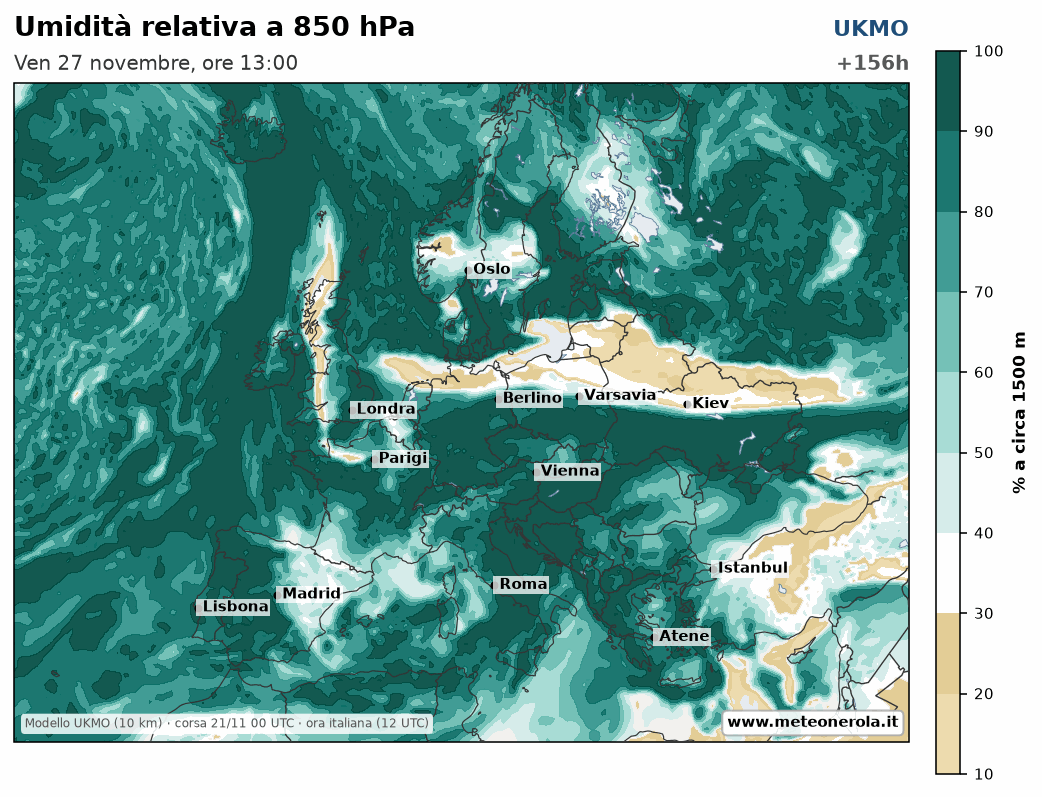 Umidità relativa a 850 hPa
UKMO
Ven 27 novembre, ore 13:00
+156h
100
90
80
70
60
50
40
30
20
10
% a circa 1500 m
Oslo
Londra
Berlino
Varsavia
Kiev
Parigi
Vienna
Istanbul
Roma
Madrid
Lisbona
Atene
Modello UKMO (10 km) · corsa 21/11 00 UTC · ora italiana (12 UTC)
www.meteonerola.it